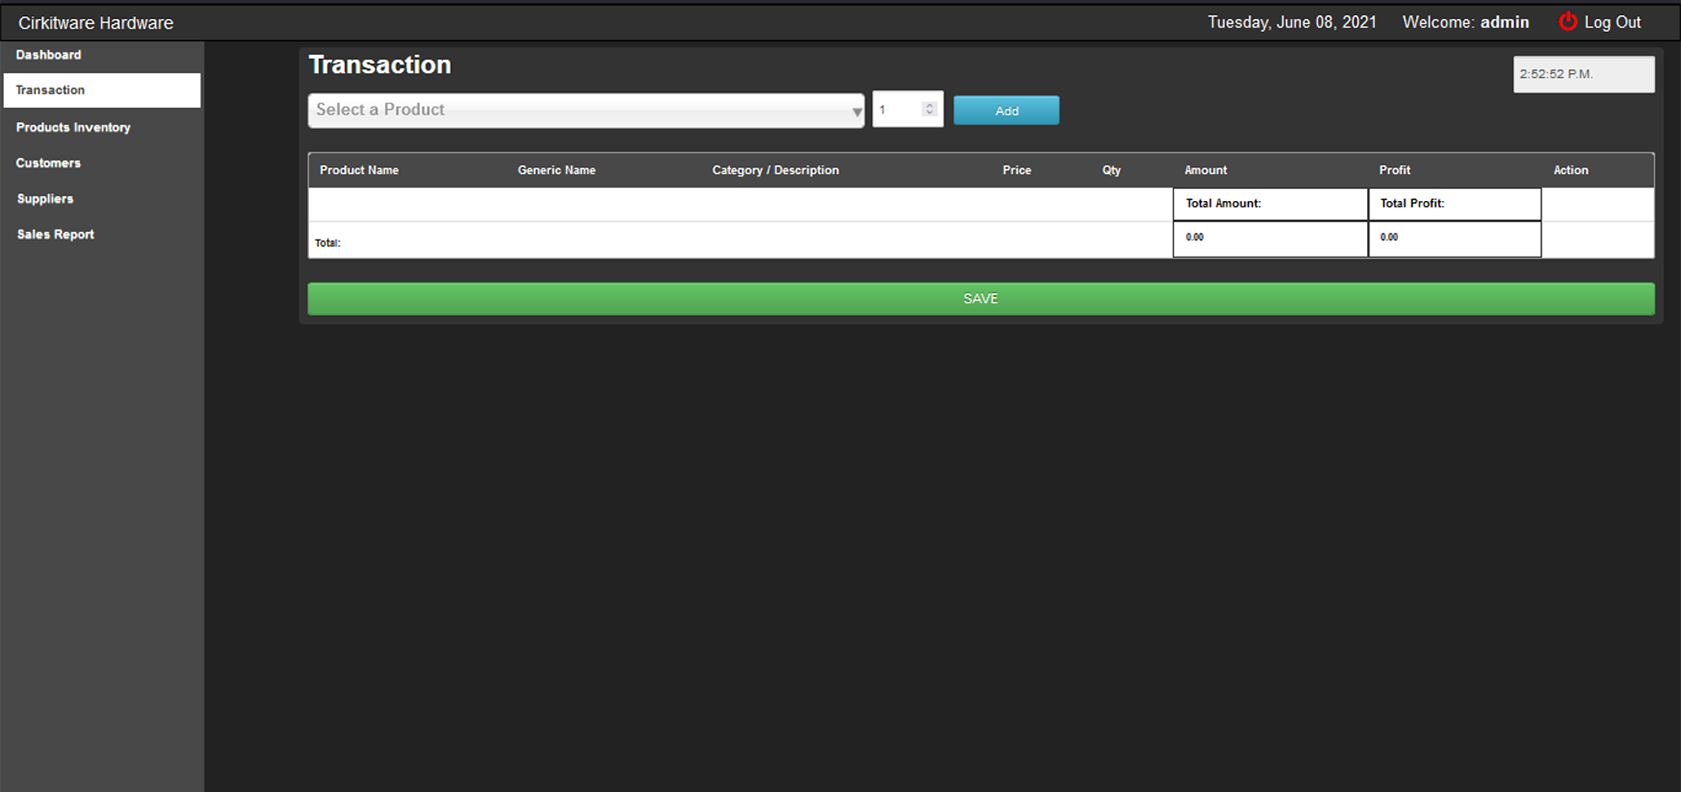 Cirkitware Hardware
Tuesday, June 08, 2021 Welcome: admin Log Out
Dashboard
Transaction
Products Inventory
Customers
Suppliers
Sales Report
Transaction
2:52:52 P.M.
Select a Product 1 Add
Product Name Generic Name Category / Description Price Qty Amount Profit Action
Total Amount: Total Profit:
Total: 0.00 0.00
SAVE